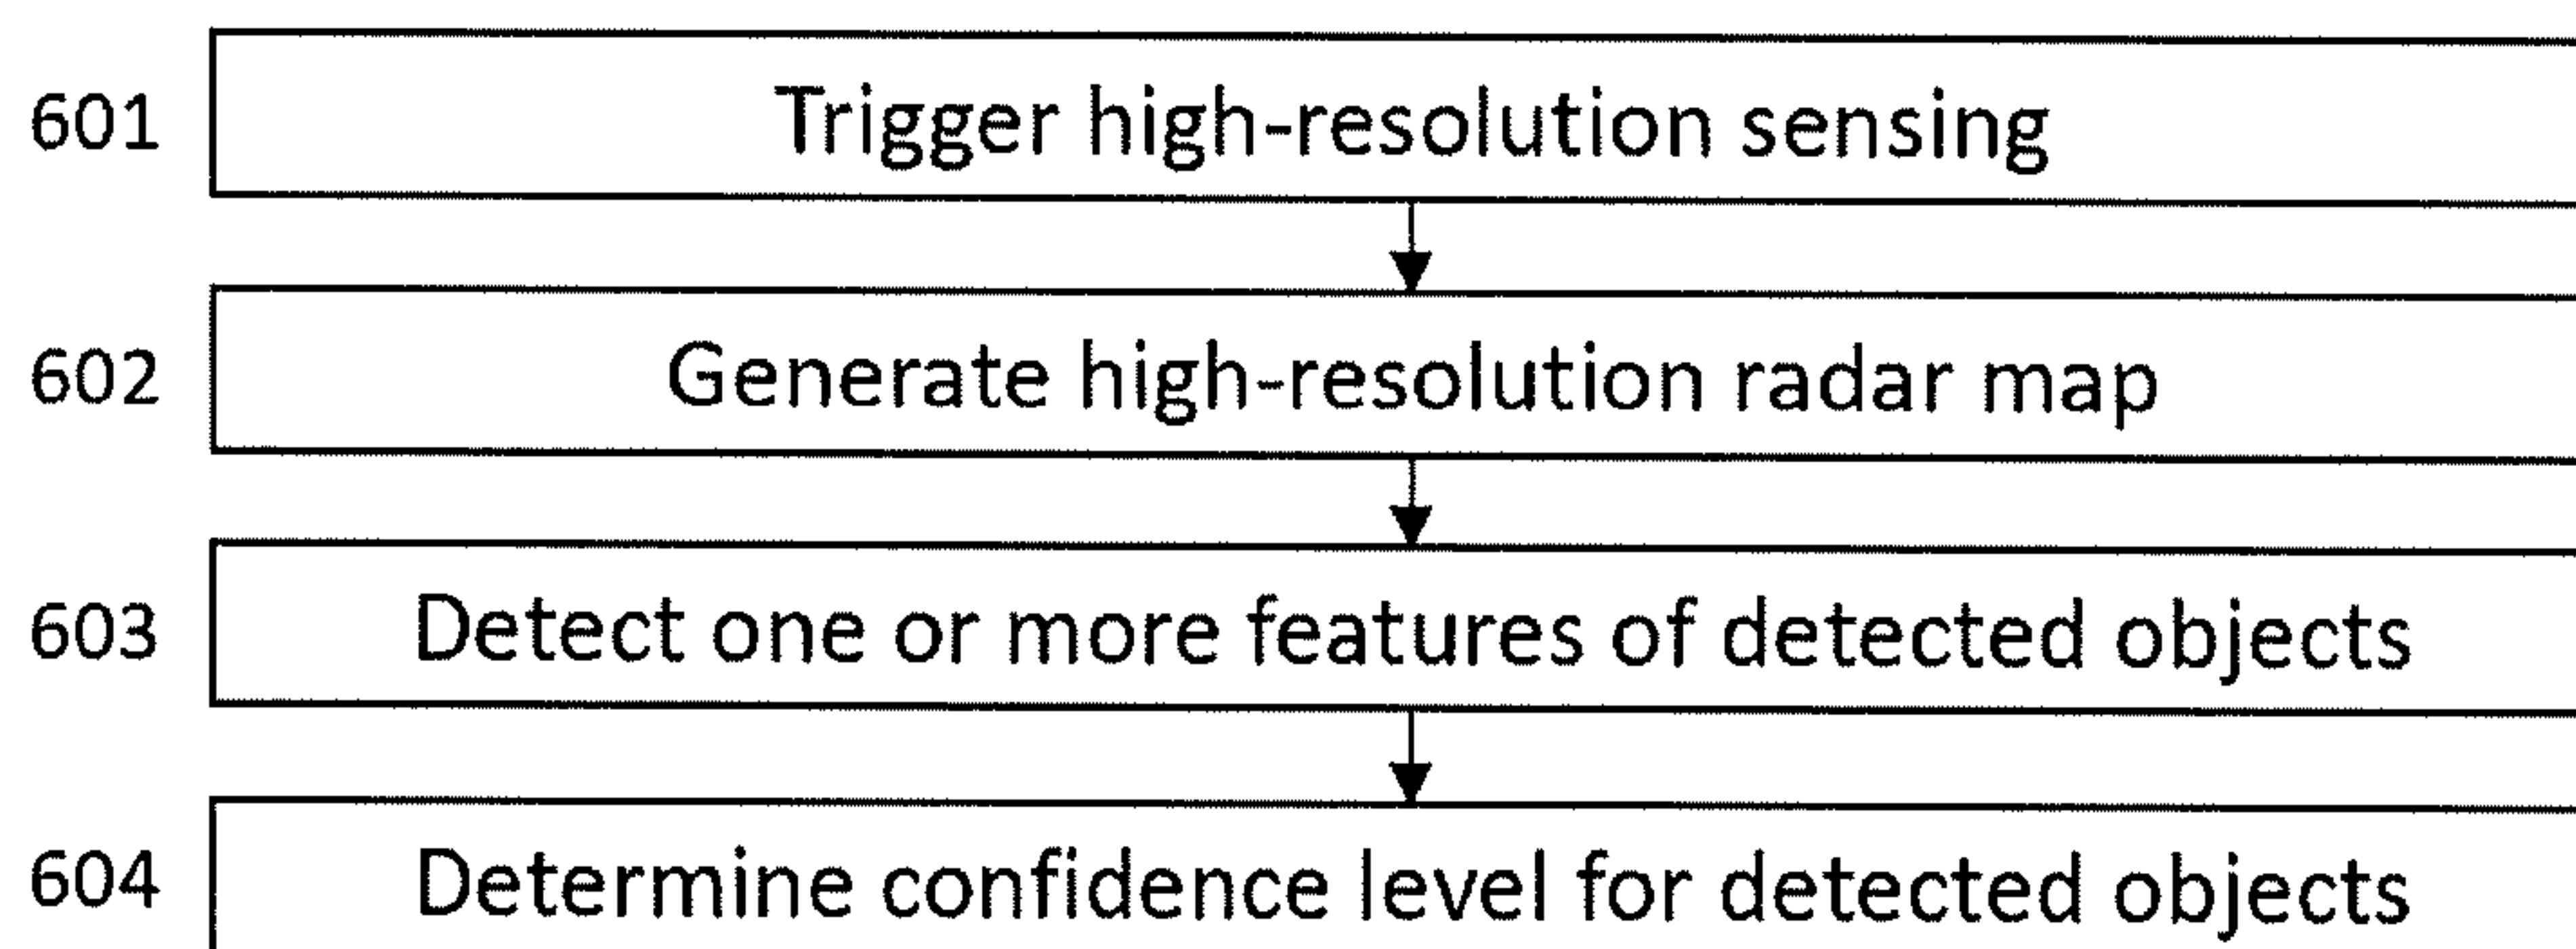 601 Trigger high-resolution sensing
602 Generate high-resolution radar map
603 Detect one or more features of detected objects
604 Determine confidence level for detected objects